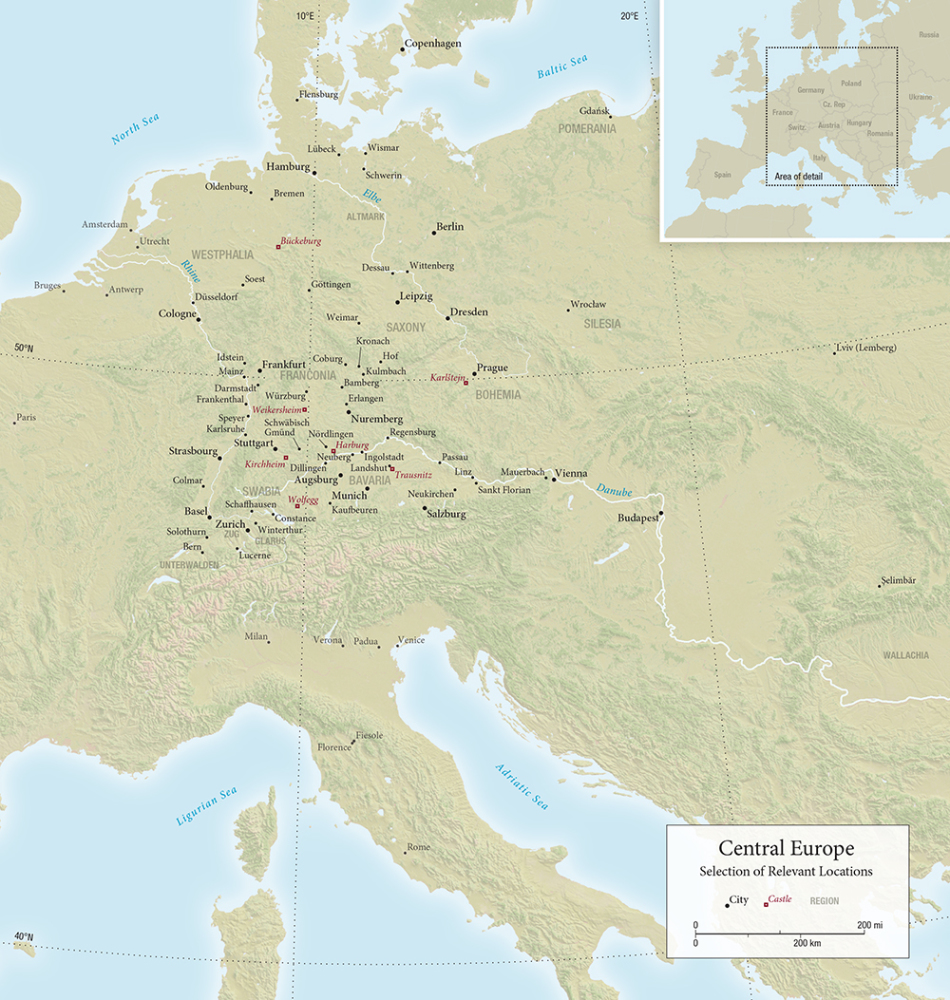 10°E
20°E
Copenhagen
Baltic Sea
Russia
Flensburg
Germany
Poland
Ukraine
Gdańsk
North Sea
POMERANIA
France
Cz. Rep
Hungary
Switz.
Austria
Romania
Lübeck
Wismar
Italy
Hamburg
Schwerin
Spain
Area of detail
Oldenburg
Bremen
Elbe
ALTMARK
Amsterdam
Berlin
Utrecht
Bückeburg
WESTPHALIA
Rhine
Dessau
Wittenberg
Bruges
Antwerp
Soest
Göttingen
Düsseldorf
Leipzig
Wrocław
Cologne
Weimar
Dresden
SAXONY
SILESIA
50°N
Kronach
Lviv (Lemberg)
Idstein
Frankfurt
Coburg
Hof
Mainz
FRANCONIA
Kulmbach
Prague
Karlštejn
Darmstadt
Bamberg
Frankenthal
Würzburg
BOHEMIA
Erlangen
Weikersheim
Paris
Speyer
Schwäbisch
Gmünd
Nuremberg
Karlsruhe
Nördlingen
Regensburg
Stuttgart
Harburg
Strasbourg
Neuberg
Ingolstadt
Passau
Kirchheim
Dillingen
Landshut
Trausnitz
Linz
Mauerbach
Vienna
Colmar
Augsburg
BAVARIA
SWABIA
Munich
Neukirchen
Sankt Florian
Danube
Wolfegg
Schaffhausen
Kaufbeuren
Basel
Constance
Salzburg
Budapest
Zurich
Solothurn
ZUG
Winterthur
GLARUS
Bern
Lucerne
UNTERWALDEN
Şelimbăr
Milan
Verona
Padua
Venice
WALLACHIA
Fiesole
Florence
Ligurian Sea
Adriatic Sea
Rome
Central Europe
Selection of Relevant Locations
City
Castle
REGION
0
200 mi
0
200 km
40°N